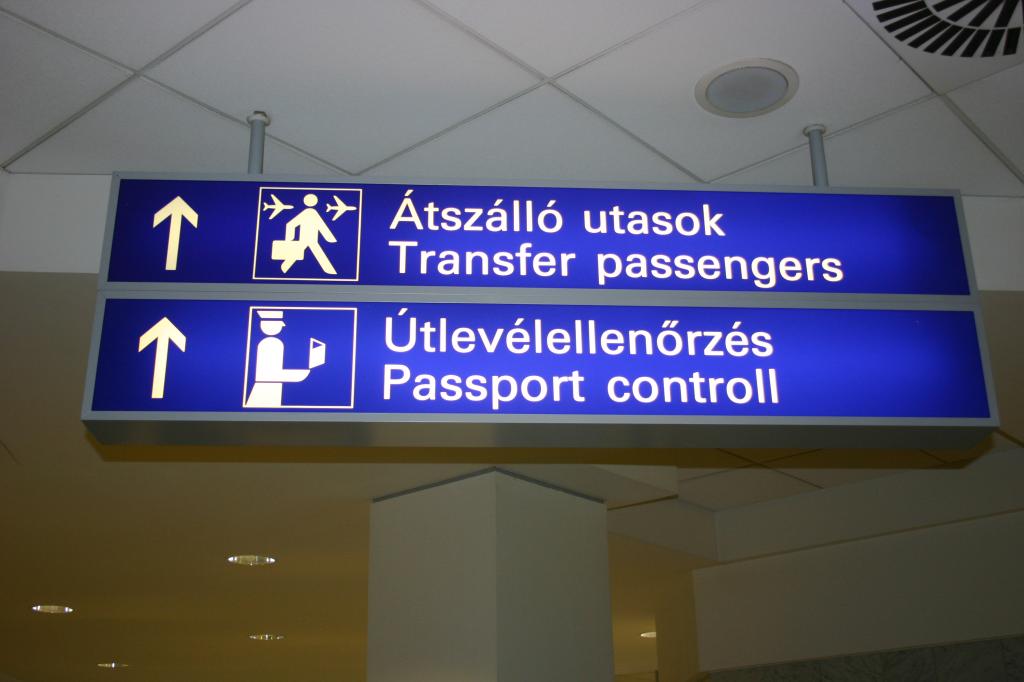 Átszálló utasok
Transfer passengers
Útlevélellenőrzés
Passport controll